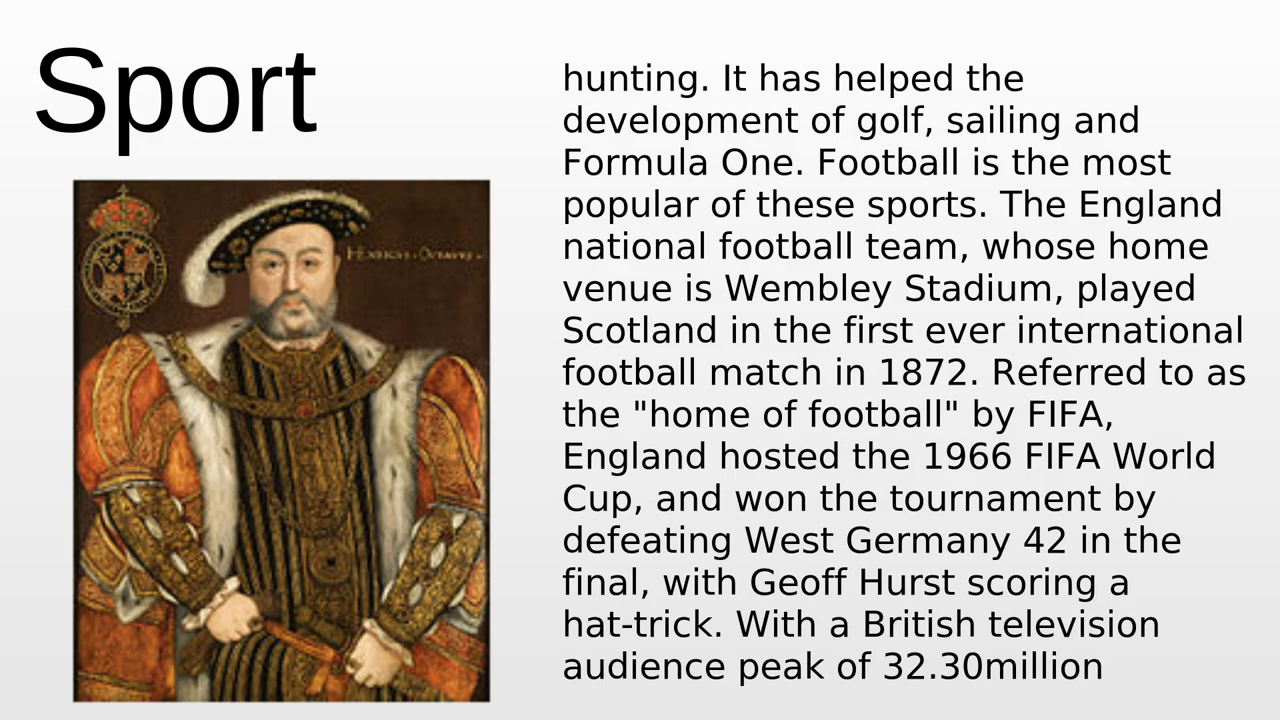 Sport
HENRICVS · OCTAVVS
hunting. It has helped the
development of golf, sailing and
Formula One. Football is the most
popular of these sports. The England
national football team, whose home
venue is Wembley Stadium, played
Scotland in the first ever international
football match in 1872. Referred to as
the "home of football" by FIFA,
England hosted the 1966 FIFA World
Cup, and won the tournament by
defeating West Germany 42 in the
final, with Geoff Hurst scoring a
hat-trick. With a British television
audience peak of 32.30million